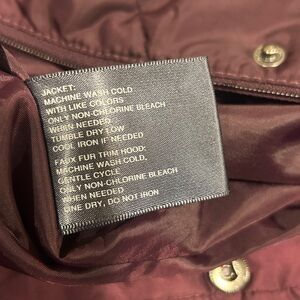 JACKET:
MACHINE WASH COLD
WITH LIKE COLORS
ONLY NON-CHLORINE BLEACH
WHEN NEEDED
TUMBLE DRY LOW
COOL IRON IF NEEDED
FAUX FUR TRIM HOOD:
MACHINE WASH COLD,
GENTLE CYCLE
ONLY NON-CHLORINE BLEACH
WHEN NEEDED
LINE DRY, DO NOT IRON